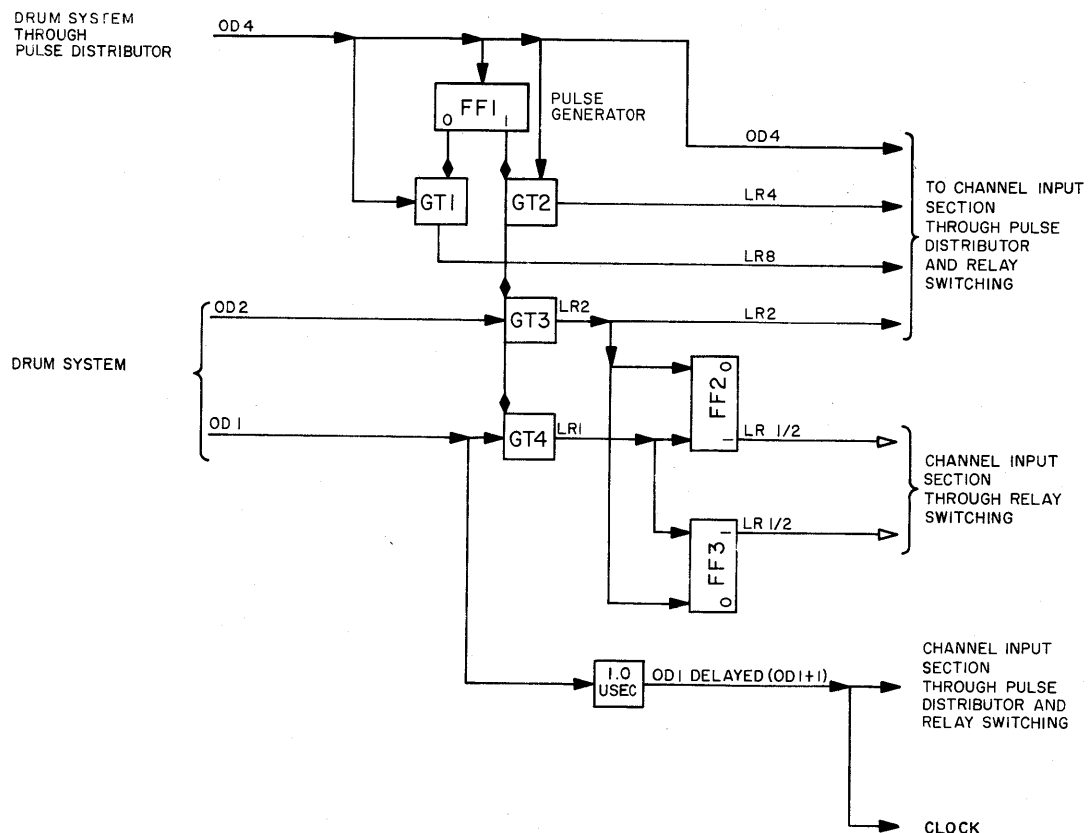 DRUM SYSTEM
THROUGH
PULSE DISTRIBUTOR
OD4
FF1
0 1
PULSE
GENERATOR
OD4
GT1
GT2
LR4
LR8
TO CHANNEL INPUT
SECTION
THROUGH PULSE
DISTRIBUTOR
AND RELAY
SWITCHING
OD2
GT3
LR2
LR2
DRUM SYSTEM
FF2
0
1
OD1
GT4
LR1
LR 1/2
LR 1/2
CHANNEL INPUT
SECTION
THROUGH RELAY
SWITCHING
FF3
1
0
1.0
USEC
OD1 DELAYED (OD1+1)
CHANNEL INPUT
SECTION
THROUGH PULSE
DISTRIBUTOR AND
RELAY SWITCHING
CLOCK